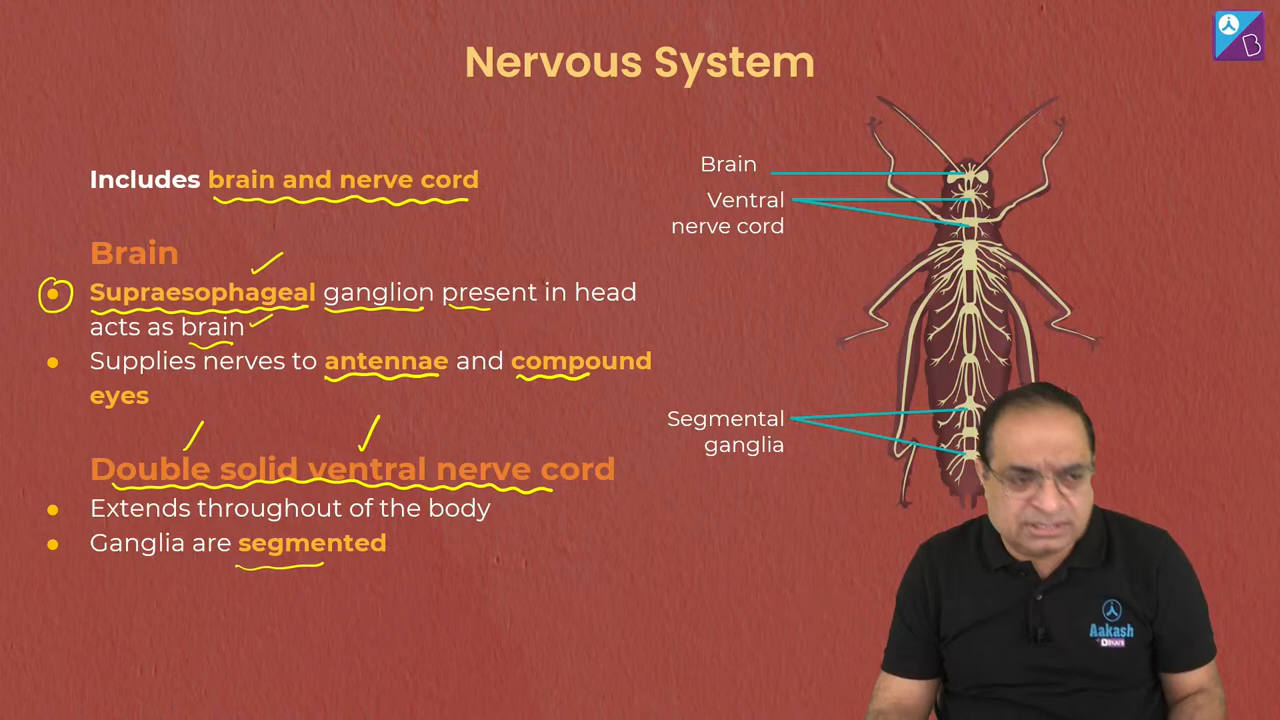 Nervous System
Includes brain and nerve cord
Brain
Supraesophageal ganglion present in head
acts as brain
Supplies nerves to antennae and compound
eyes
Double solid ventral nerve cord
Extends throughout of the body
Ganglia are segmented
Brain
Ventral
nerve cord
Segmental
ganglia
Aakash
B